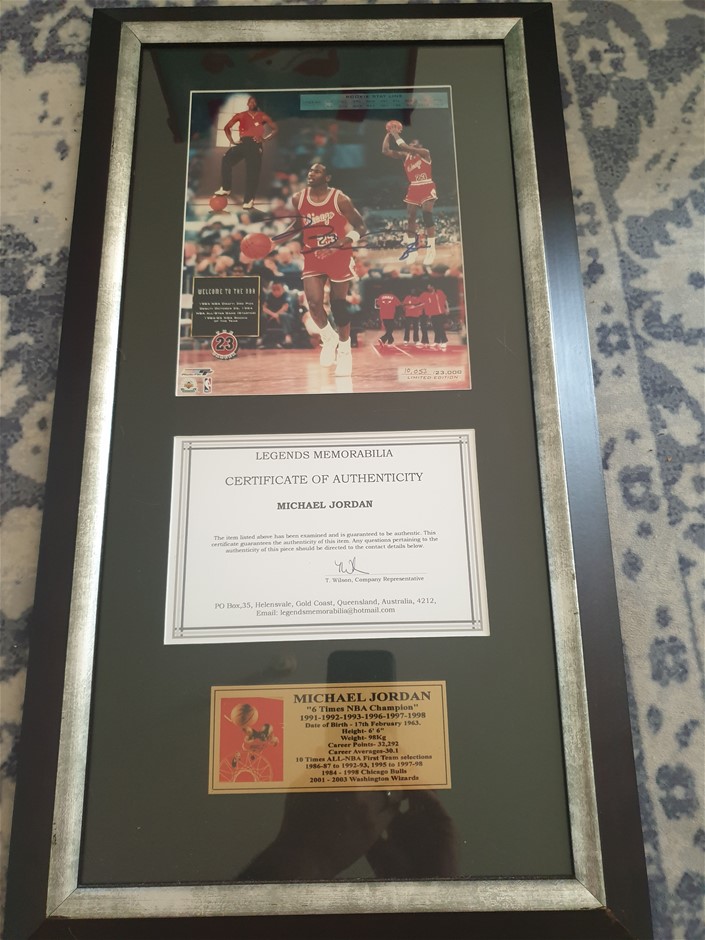 WELCOME TO THE NBA
23
10,052 23,000
LIMITED EDITION
LEGENDS MEMORABILIA
CERTIFICATE OF AUTHENTICITY
MICHAEL JORDAN
The item listed above has been examined and is guaranteed to be authentic. This
certificate guarantees the authenticity of this item. Any questions pertaining to the
authenticity of this piece should be directed to the contact details below.
T. Wilson, Company Representative
PO Box,35, Helensvale, Gold Coast, Queensland, Australia, 4212,
Email: legendsmemorabilia@hotmail.com
MICHAEL JORDAN
"6 Times NBA Champion"
1991-1992-1993-1996-1997-1998
Date of Birth - 17th February 1963.
Height- 6' 6"
Weight- 98Kg
Career Points- 32,292
Career Averages-30.1
10 Times ALL-NBA First Team selections
1986-87 to 1992-93, 1995 to 1997-98
1984 - 1998 Chicago Bulls
2001 - 2003 Washington Wizards